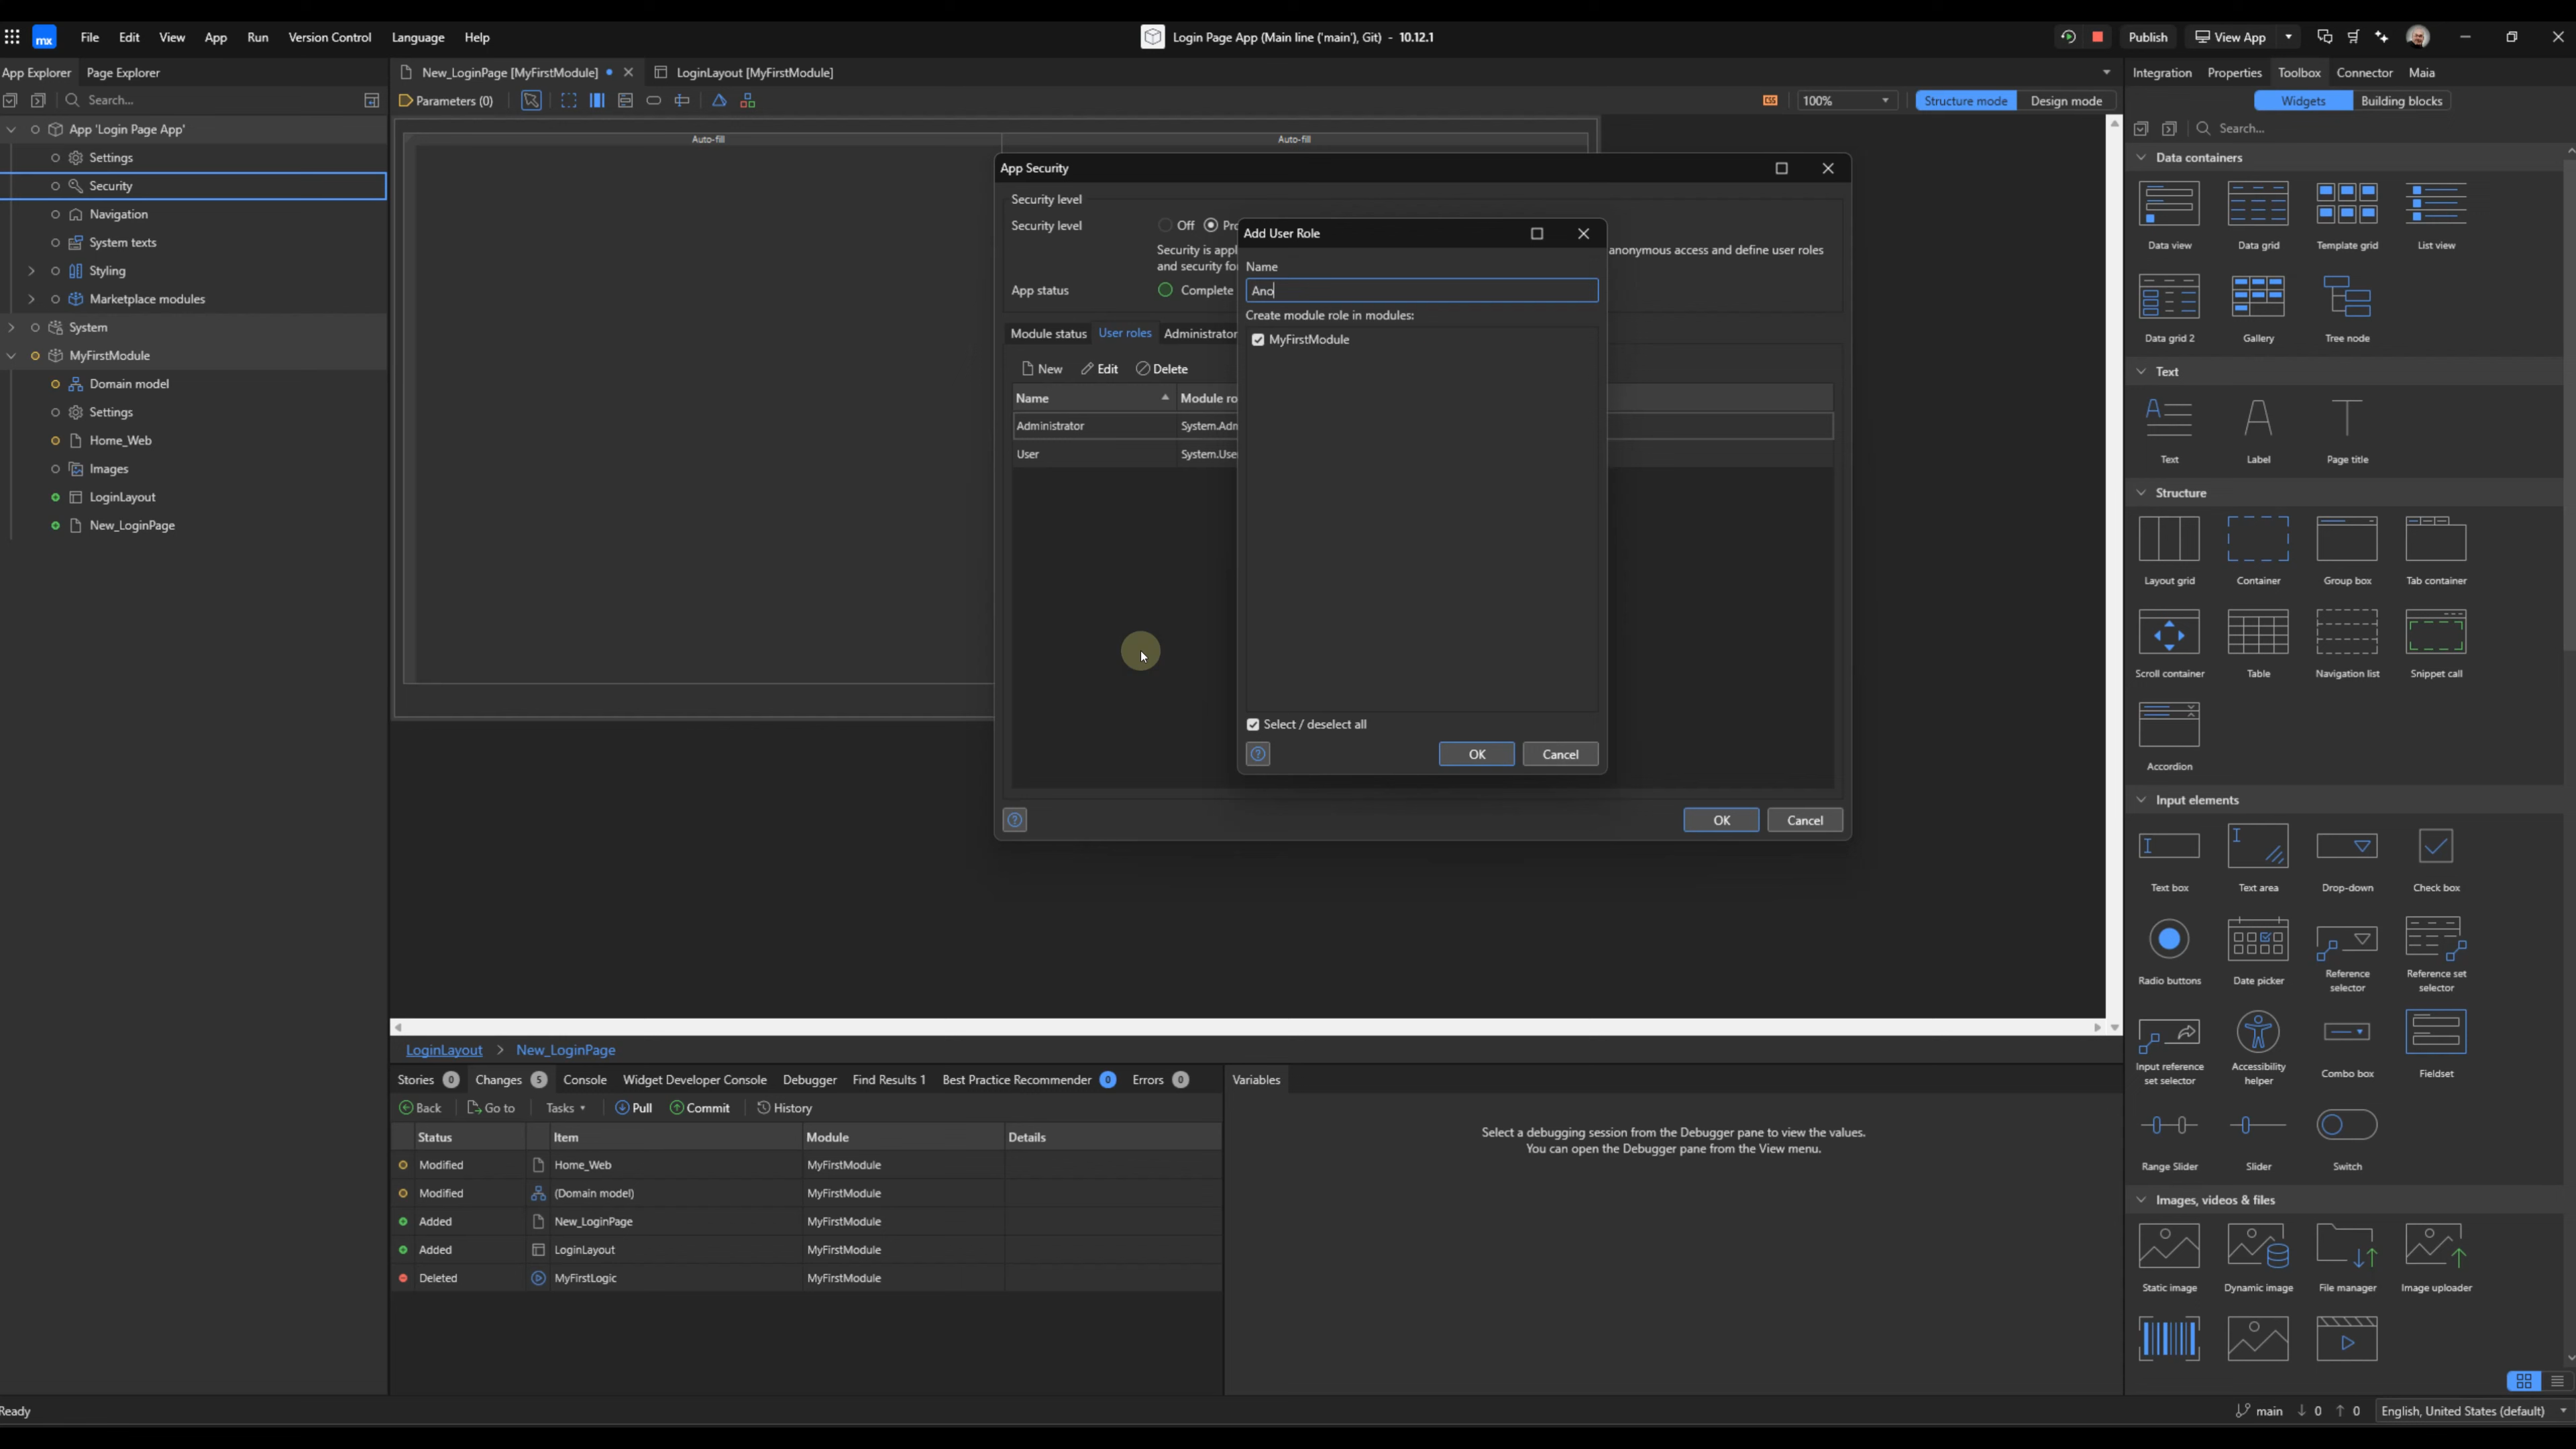 mx
File
Edit
View
App
Run
Version Control
Language
Help
Login Page App (Main line ('main'), Git) - 10.12.1
Publish
View App
App Explorer
Page Explorer
Search...
App 'Login Page App'
Settings
Security
Navigation
System texts
Styling
Marketplace modules
System
MyFirstModule
Domain model
Settings
Home_Web
Images
LoginLayout
New_LoginPage
New_LoginPage [MyFirstModule]
LoginLayout [MyFirstModule]
Parameters (0)
CSS
100%
Structure mode
Design mode
Auto-fill
Auto-fill
App Security
Security level
Security level
Off
Pro
Security is appl
anonymous access and define user roles
and security fo
App status
Complete
Module status
User roles
Administrator
New
Edit
Delete
Name
Module ro
Administrator
System.Adn
User
System.Use
OK
Cancel
Add User Role
Name
Ano
Create module role in modules:
MyFirstModule
Select / deselect all
OK
Cancel
LoginLayout > New_LoginPage
Stories 0
Changes 5
Console
Widget Developer Console
Debugger
Find Results 1
Best Practice Recommender 0
Errors 0
Back
Go to
Tasks
Pull
Commit
History
Status
Item
Module
Details
Modified
Home_Web
MyFirstModule
Modified
(Domain model)
MyFirstModule
Added
New_LoginPage
MyFirstModule
Added
LoginLayout
MyFirstModule
Deleted
MyFirstLogic
MyFirstModule
Variables
Select a debugging session from the Debugger pane to view the values.
You can open the Debugger pane from the View menu.
Integration
Properties
Toolbox
Connector
Maia
Widgets
Building blocks
Search...
Data containers
Data view
Data grid
Template grid
List view
Data grid 2
Gallery
Tree node
Text
Text
Label
Page title
Structure
Layout grid
Container
Group box
Tab container
Scroll container
Table
Navigation list
Snippet call
Accordion
Input elements
Text box
Text area
Drop-down
Check box
Radio buttons
Date picker
Reference
selector
Reference set
selector
Input reference
set selector
Accessibility
helper
Combo box
Fieldset
Range Slider
Slider
Switch
Images, videos & files
Static image
Dynamic image
File manager
Image uploader
Ready
main
0
0
English, United States (default)